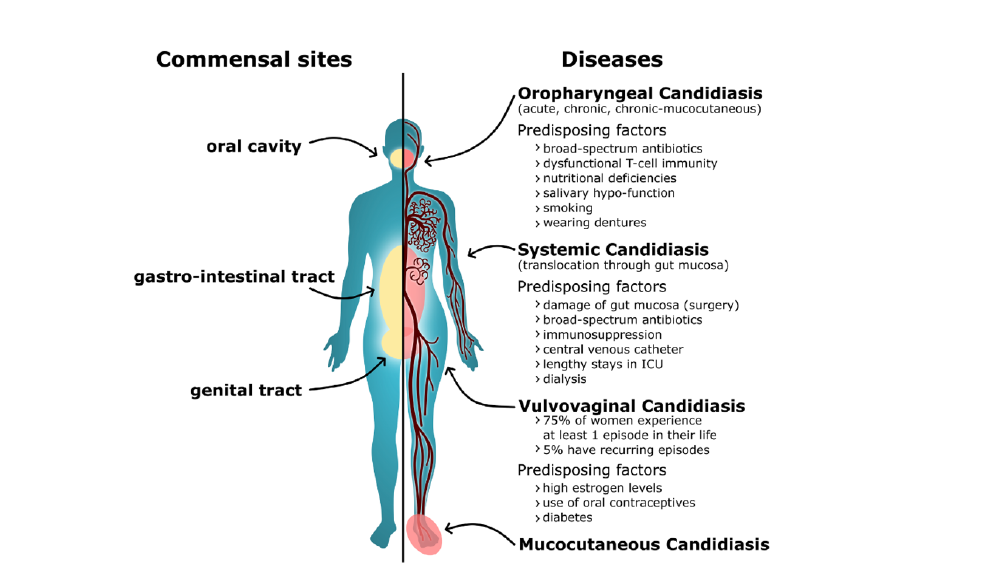 Commensal sites
oral cavity
gastro-intestinal tract
genital tract
Diseases
Oropharyngeal Candidiasis
(acute, chronic, chronic-mucocutaneous)
Predisposing factors
› broad-spectrum antibiotics
› dysfunctional T-cell immunity
› nutritional deficiencies
› salivary hypo-function
› smoking
› wearing dentures
Systemic Candidiasis
(translocation through gut mucosa)
Predisposing factors
› damage of gut mucosa (surgery)
› broad-spectrum antibiotics
› immunosuppression
› central venous catheter
› lengthy stays in ICU
› dialysis
Vulvovaginal Candidiasis
› 75% of women experience
at least 1 episode in their life
› 5% have recurring episodes
Predisposing factors
› high estrogen levels
› use of oral contraceptives
› diabetes
Mucocutaneous Candidiasis